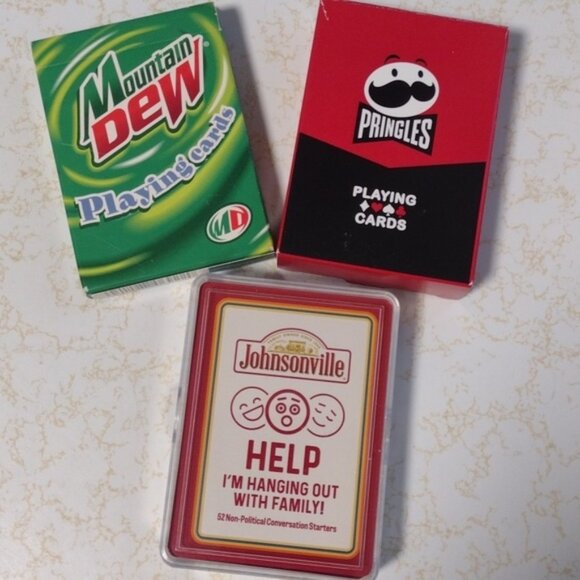 Mountain
Dew
Playing cards
MD
PRINGLES
PLAYING
CARDS
Johnsonville
HELP
I'M HANGING OUT
WITH FAMILY!
52 Non-Political Conversation Starters